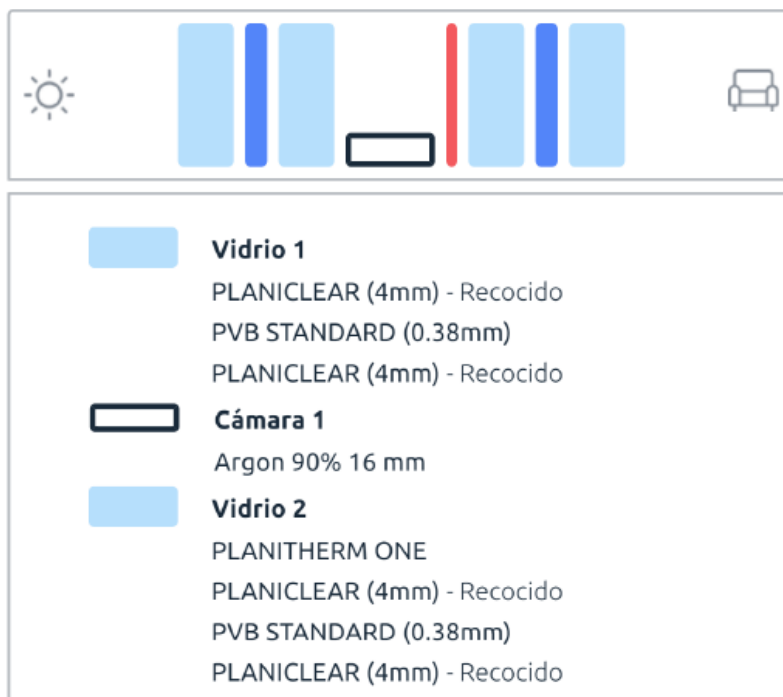 Vidrio 1
PLANICLEAR (4mm) - Recocido
PVB STANDARD (0.38mm)
PLANICLEAR (4mm) - Recocido
Cámara 1
Argon 90% 16 mm
Vidrio 2
PLANITHERM ONE
PLANICLEAR (4mm) - Recocido
PVB STANDARD (0.38mm)
PLANICLEAR (4mm) - Recocido